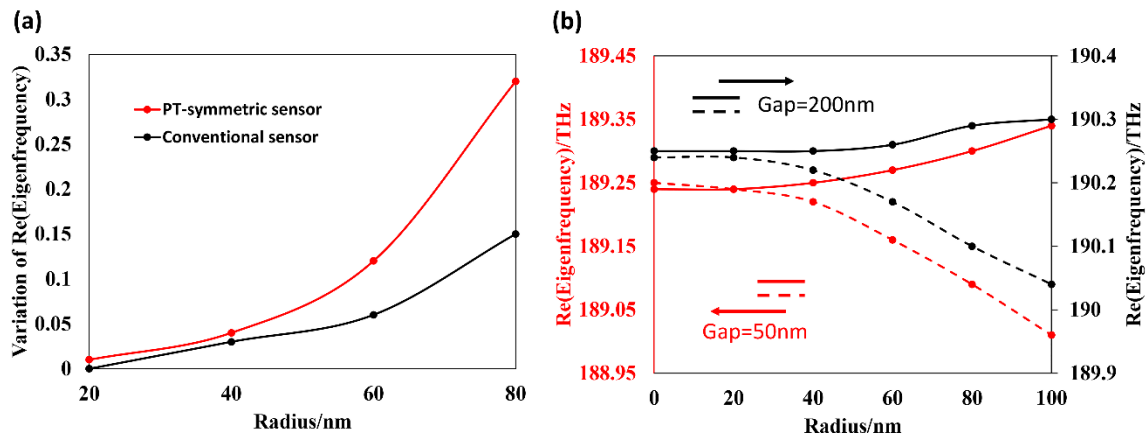 (a)
Variation of Re(Eigenfrequency)
0.35
0.3
0.25
0.2
0.15
0.1
0.05
0
PT-symmetric sensor
Conventional sensor
20 40 60 80
Radius/nm
(b)
Re(Eigenfrequency)/THz
189.45
189.35
189.25
189.15
189.05
188.95
Gap=200nm
Gap=50nm
190.4
190.3
190.2
190.1
190
189.9
Re(Eigenfrequency)/THz
0 20 40 60 80 100
Radius/nm